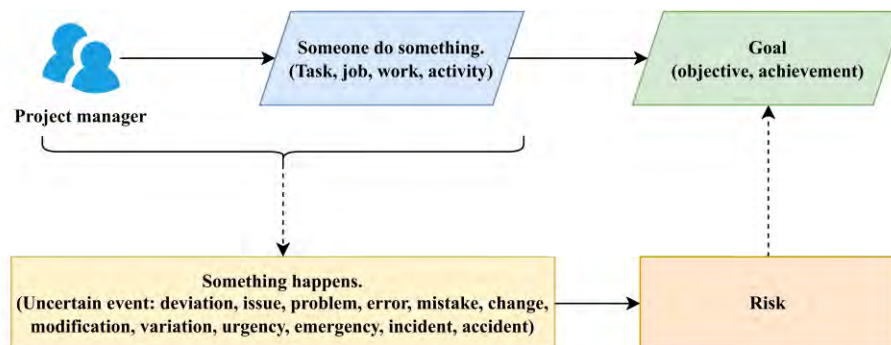 Someone do something.
(Task, job, work, activity)
Goal
(objective, achievement)
Project manager
Something happens.
(Uncertain event: deviation, issue, problem, error, mistake, change,
modification, variation, urgency, emergency, incident, accident)
Risk